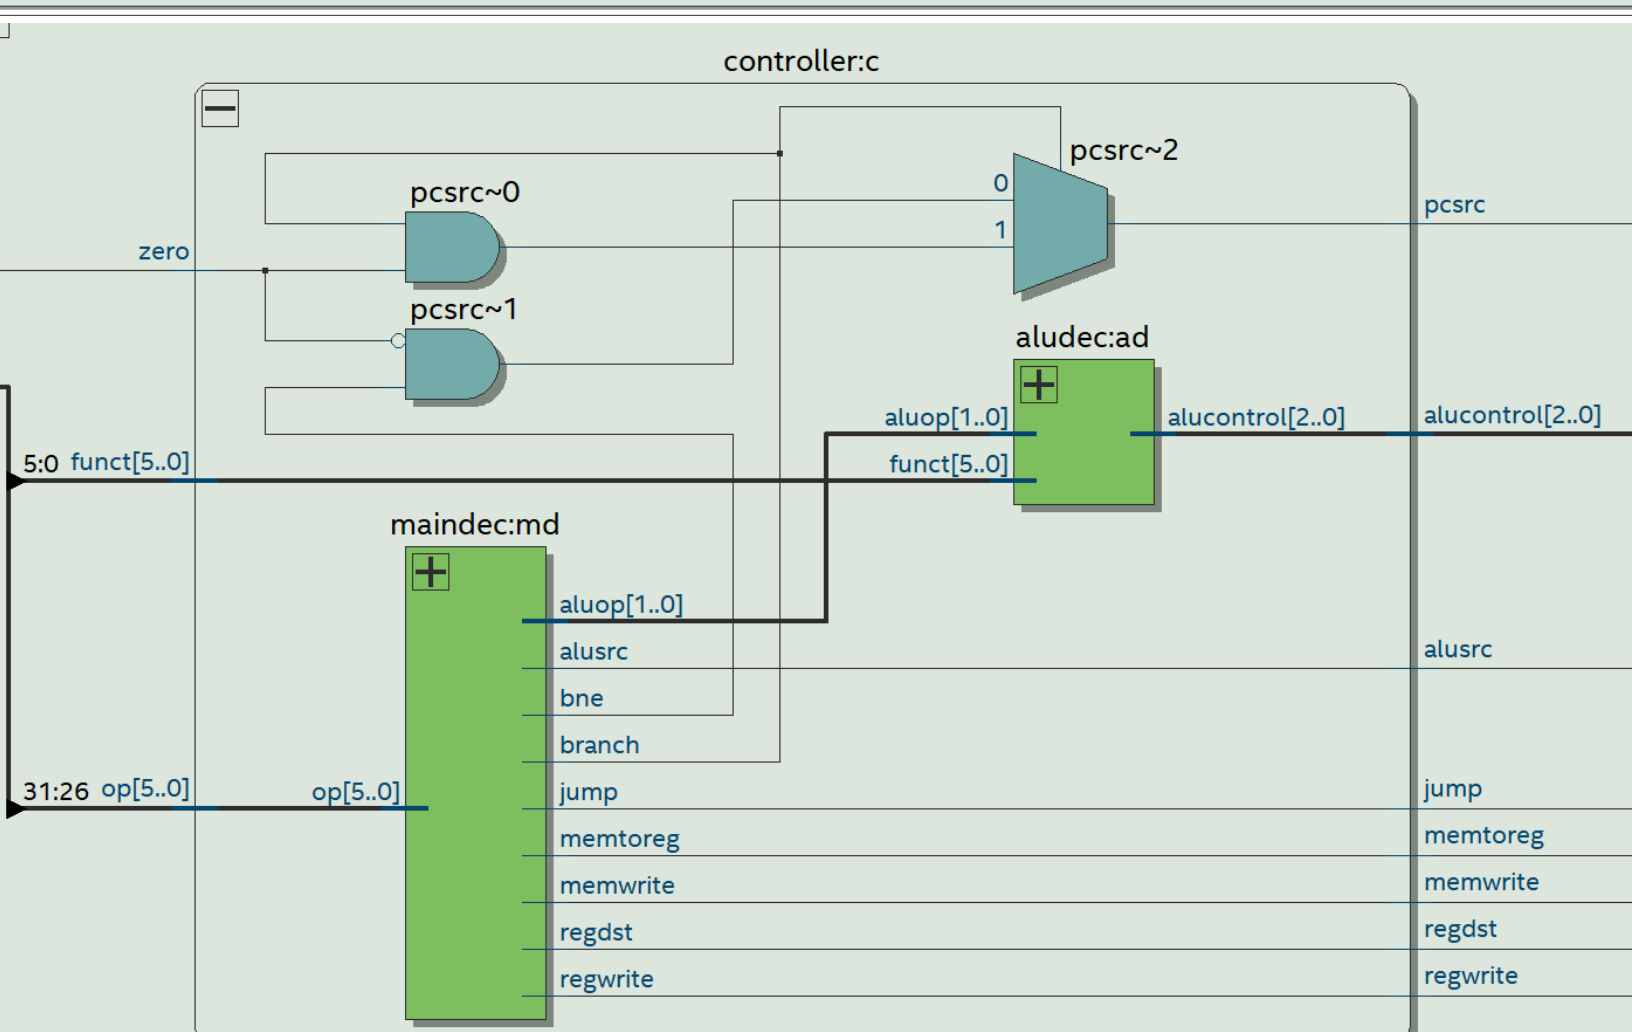 controller:c
pcsrc~2
0
pcsrc~0
pcsrc
1
zero
pcsrc~1
aludec:ad
aluop[1..0]
alucontrol[2..0]
alucontrol[2..0]
5:0
funct[5..0]
funct[5..0]
maindec:md
aluop[1..0]
alusrc
alusrc
bne
branch
31:26
op[5..0]
op[5..0]
jump
jump
memtoreg
memtoreg
memwrite
memwrite
regdst
regdst
regwrite
regwrite